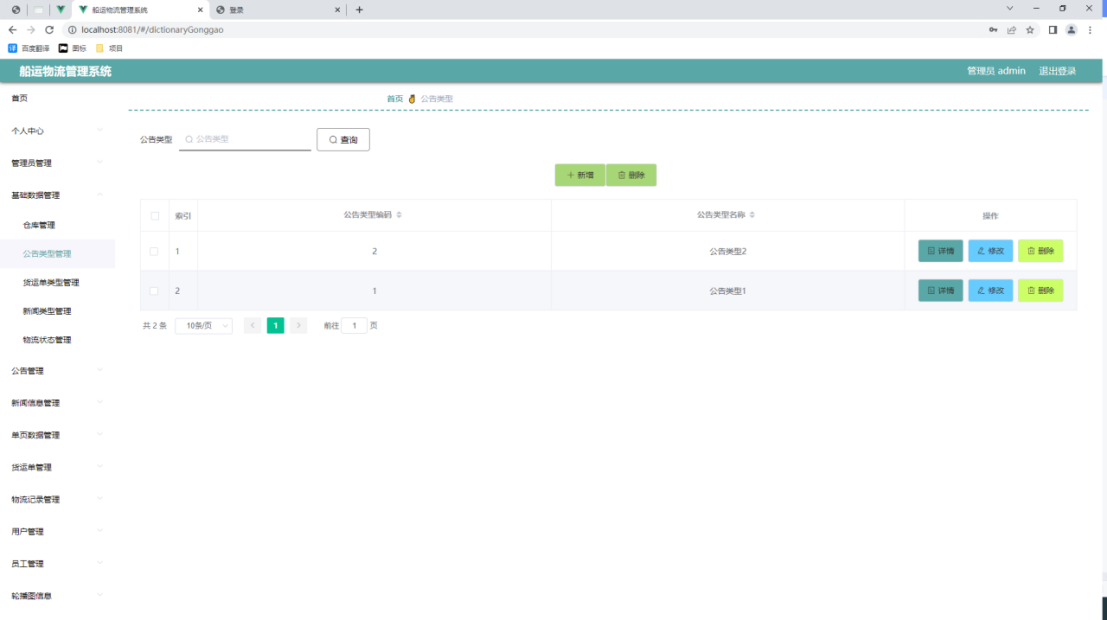 船运物流管理系统
登录
localhost:8081/#/dictionaryGonggao
百度翻译 图标 项目
船运物流管理系统
管理员 admin 退出登录
首页
首页 公告类型
个人中心
公告类型 公告类型 查询
管理员管理
+ 新增 删除
基础数据管理
仓库管理
公告类型管理
货运单类型管理
新闻类型管理
物流状态管理
索引 公告类型编码 公告类型名称 操作
1 2 公告类型2 详情 修改 删除
2 1 公告类型1 详情 修改 删除
共 2 条 10条/页 < 1 > 前往 1 页
公告管理
新闻信息管理
单页数据管理
货运单管理
物流记录管理
用户管理
员工管理
轮播图信息